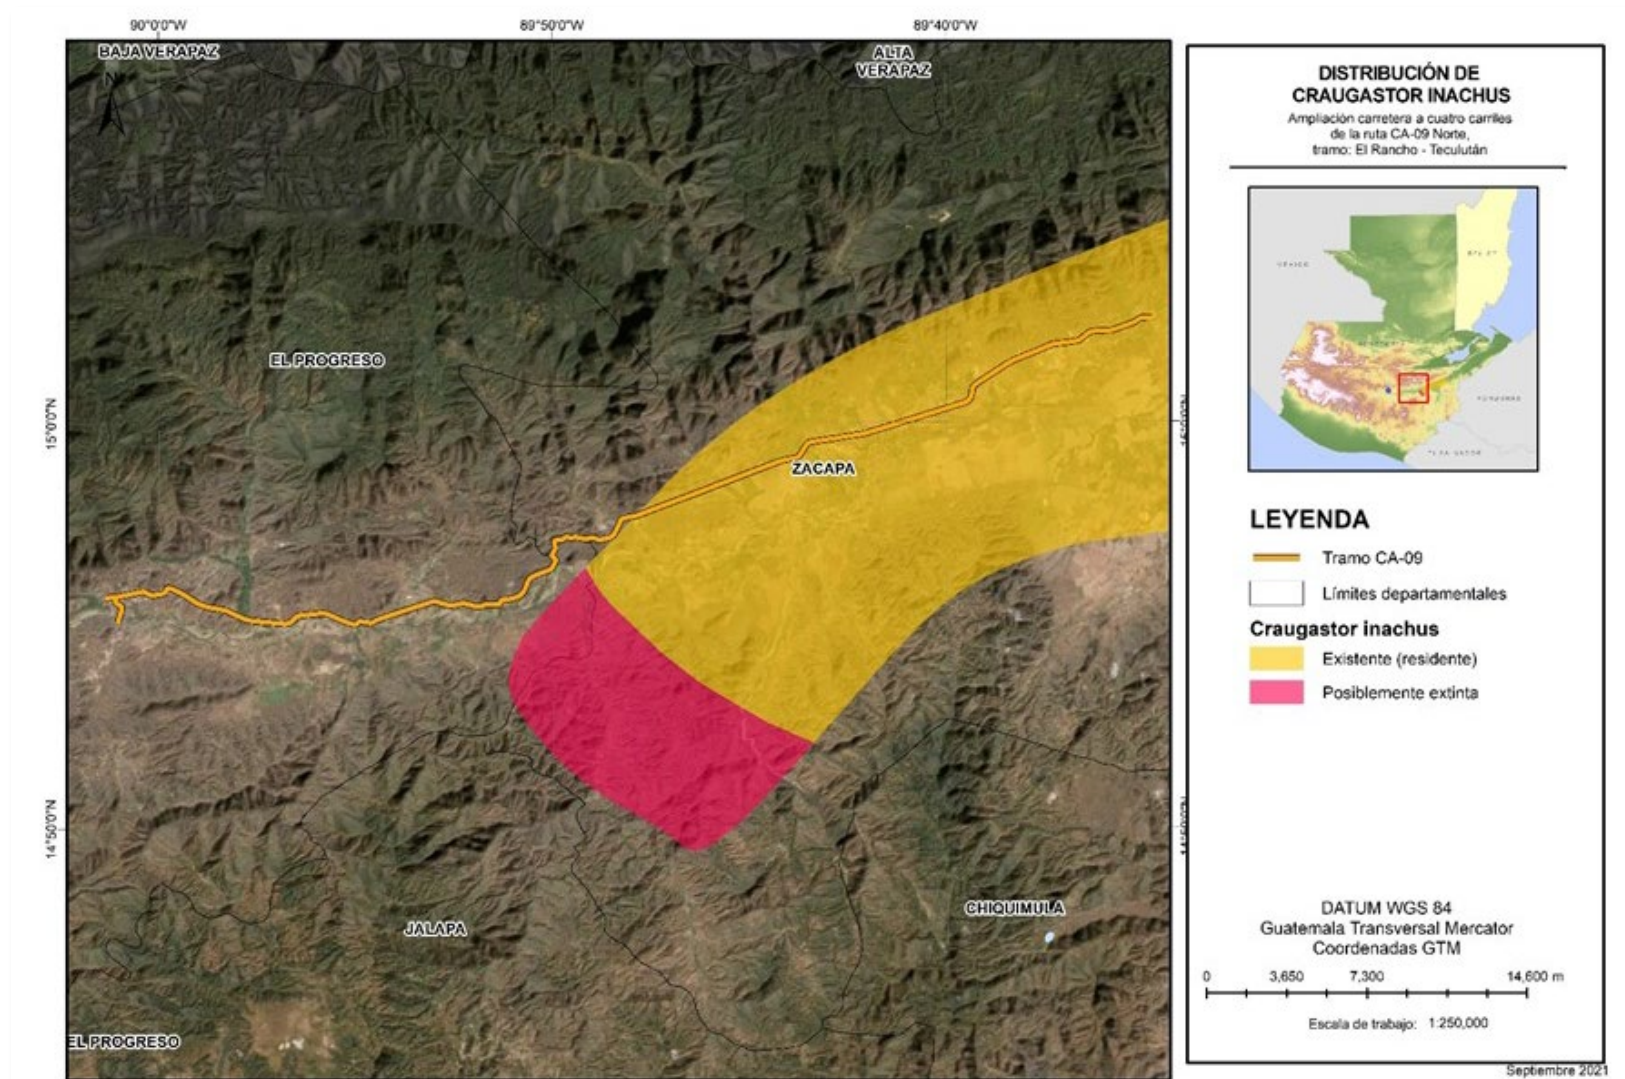 90°0'0"W
89°50'0"W
89°40'0"W
BAJA VERAPAZ
ALTA
VERAPAZ
N
EL PROGRESO
15°0'0"N
ZACAPA
14°50'0"N
CHIQUIMULA
JALAPA
EL PROGRESO
DISTRIBUCIÓN DE
CRAUGASTOR INACHUS
Ampliación carretera a cuatro carriles
de la ruta CA-09 Norte,
tramo: El Rancho - Teculután
LEYENDA
Tramo CA-09
Límites departamentales
Craugastor inachus
Existente (residente)
Posiblemente extinta
DATUM WGS 84
Guatemala Transversal Mercator
Coordenadas GTM
0 3,650 7,300 14,600 m
Escala de trabajo: 1:250,000
Septiembre 2021